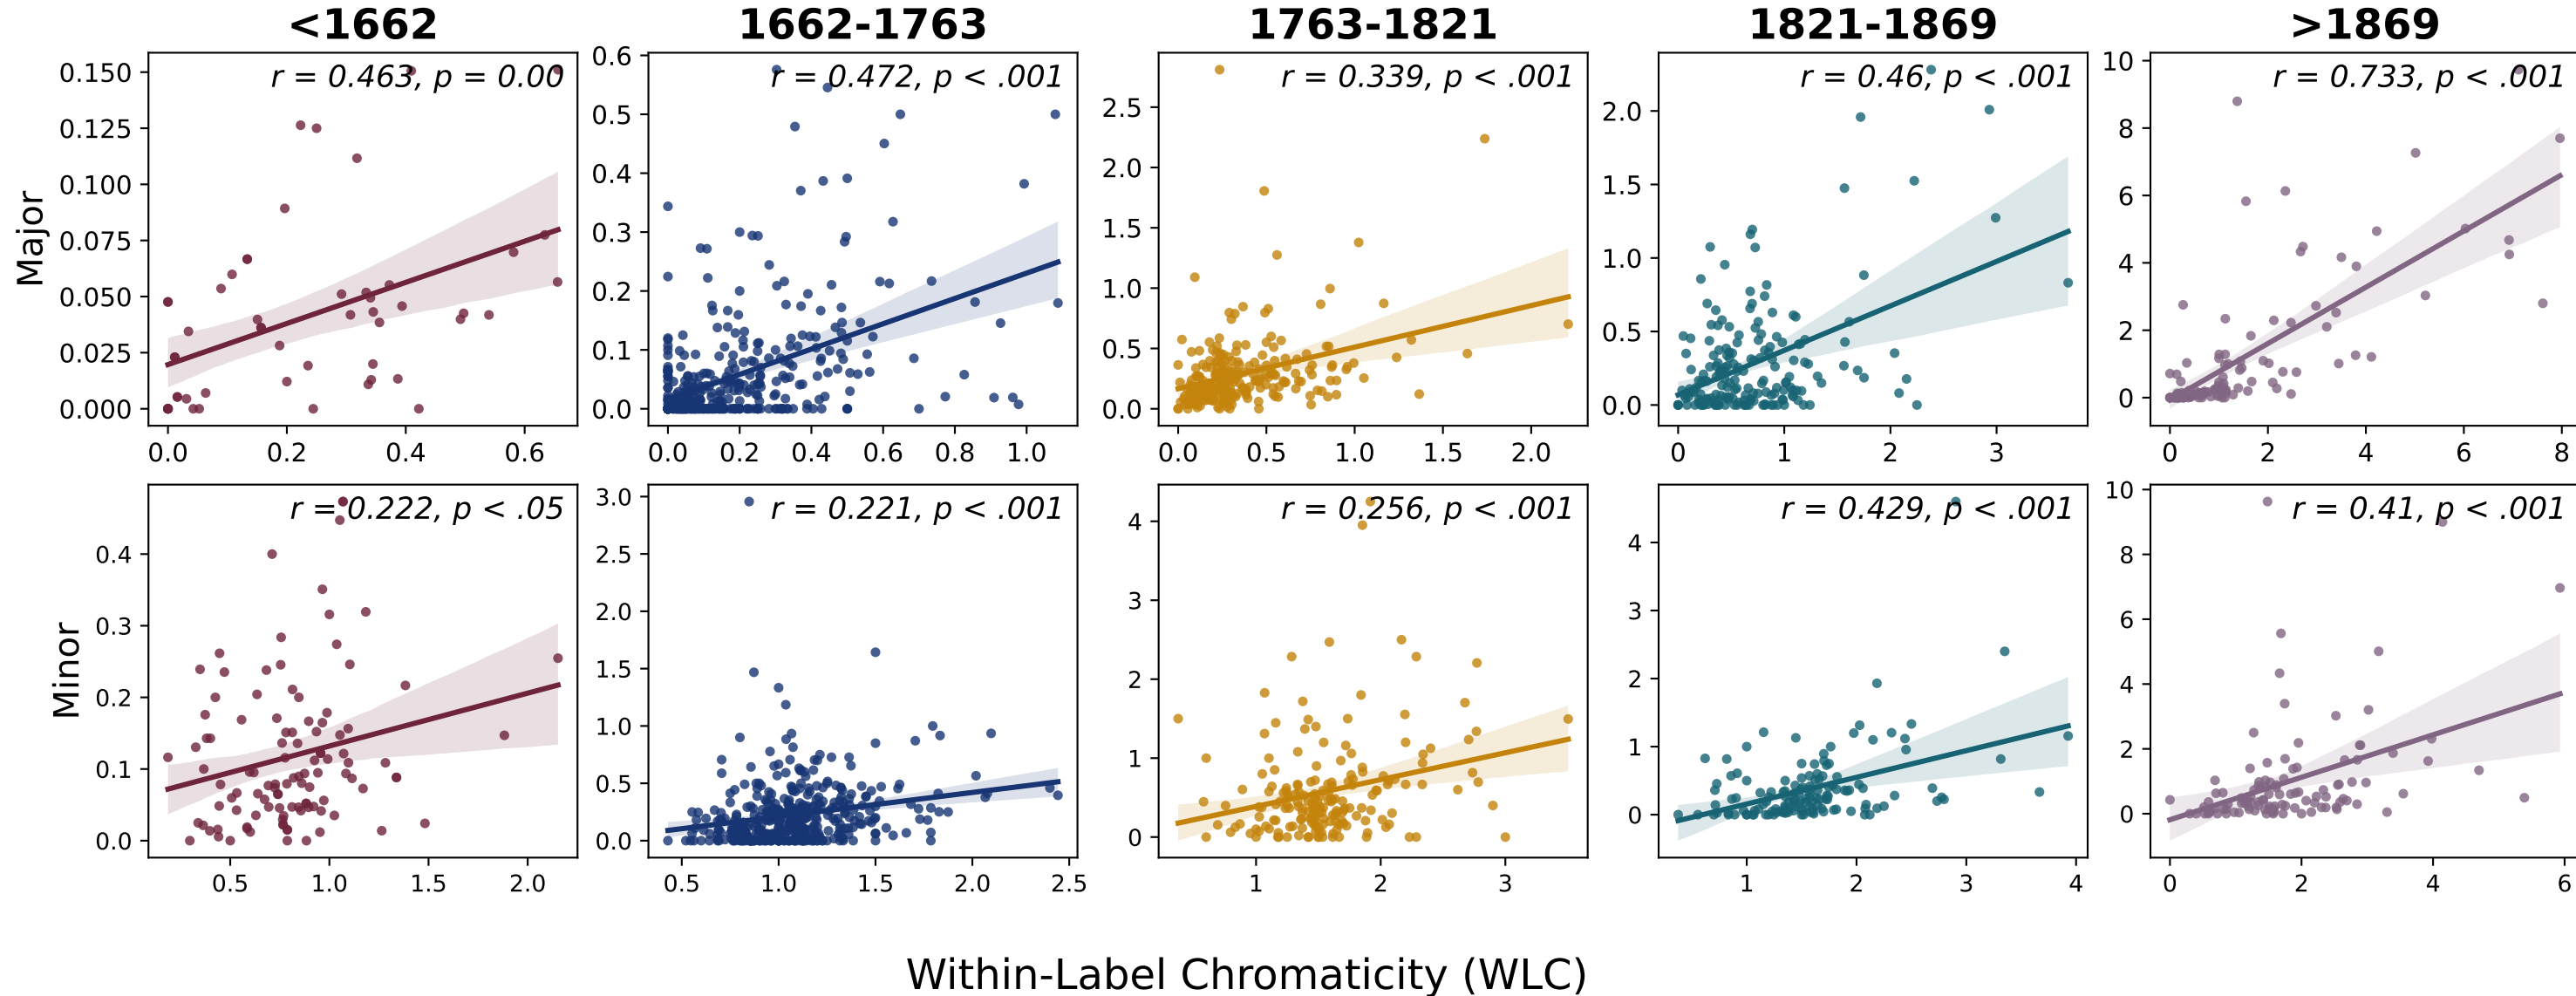 <1662 1662-1763 1763-1821 1821-1869 >1869
Major
r = 0.463, p = 0.00
0.150
0.125
0.100
0.075
0.050
0.025
0.000
0.0 0.2 0.4 0.6
r = 0.472, p < .001
0.6
0.5
0.4
0.3
0.2
0.1
0.0
0.0 0.2 0.4 0.6 0.8 1.0
r = 0.339, p < .001
2.5
2.0
1.5
1.0
0.5
0.0
0.0 0.5 1.0 1.5 2.0
r = 0.46, p < .001
2.0
1.5
1.0
0.5
0.0
0 1 2 3
r = 0.733, p < .001
10
8
6
4
2
0
0 2 4 6 8
Minor
r = 0.222, p < .05
0.4
0.3
0.2
0.1
0.0
0.5 1.0 1.5 2.0
r = 0.221, p < .001
3.0
2.5
2.0
1.5
1.0
0.5
0.0
0.5 1.0 1.5 2.0 2.5
r = 0.256, p < .001
4
3
2
1
0
1 2 3
r = 0.429, p < .001
4
3
2
1
0
1 2 3 4
r = 0.41, p < .001
10
8
6
4
2
0
0 2 4 6
Within-Label Chromaticity (WLC)